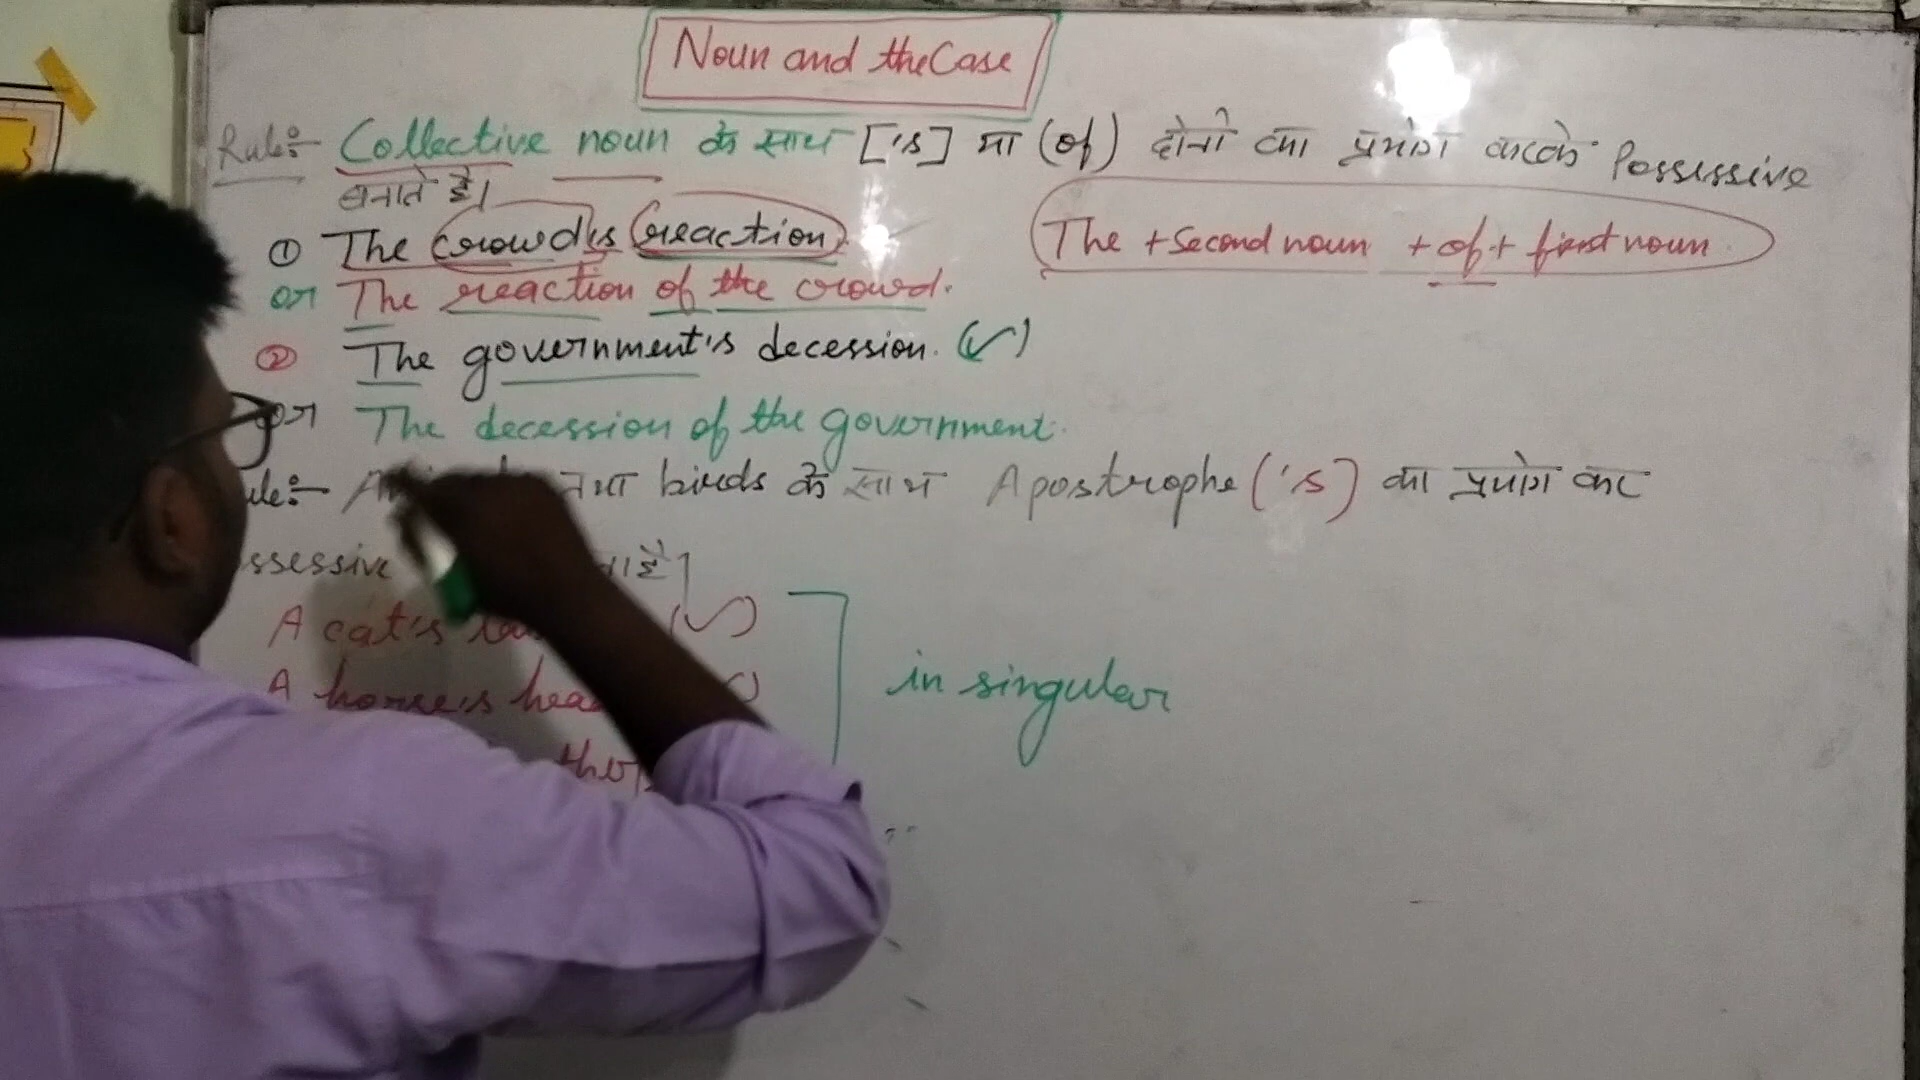 Noun and the Case
Rule:- Collective noun के साथ ['s] या (of) दोनों का प्रयोग करके Possessive
बनाते है।
① The crowd's reaction
The + Second noun + of + first noun.
or The reaction of the crowd.
② The government's decession. (✓)
or The decession of the government.
ule:- birds के साथ Apostrophe ('s) का प्रयोग कर
ssessive
A cat's (✓)
A horse's hea
in singular